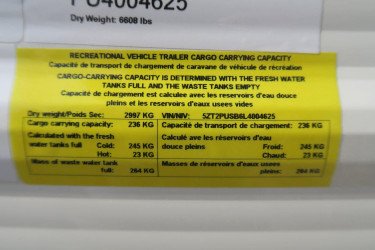 PU4004625
Dry Weight: 6608 lbs
RECREATIONAL VEHICLE TRAILER CARGO CARRYING CAPACITY
Capacité de transport de chargement de caravane de véhicule de récréation
CARGO-CARRYING CAPACITY IS DETERMINED WITH THE FRESH WATER
TANKS FULL AND THE WASTE TANKS EMPTY
Capacité de chargement est calculée avec les réservoirs d'eau douce
pleins et les réservoirs d'eaux usees vides
Dry weight/Poids Sec: 2997 KG VIN/NIV: 5ZT2PUSB6L4004625
Cargo carrying capacity: 236 KG Capacité de transport de chargement: 236 KG
Calculated with the fresh Calculé avec les réservoirs d'eau
water tanks full Cold: 245 KG douce pleins Froid: 245 KG
Hot: 23 KG Chaud: 23 KG
Mass of waste water tank Masses de réservoirs d'eaux usees
full: 264 KG pleins: 264 KG